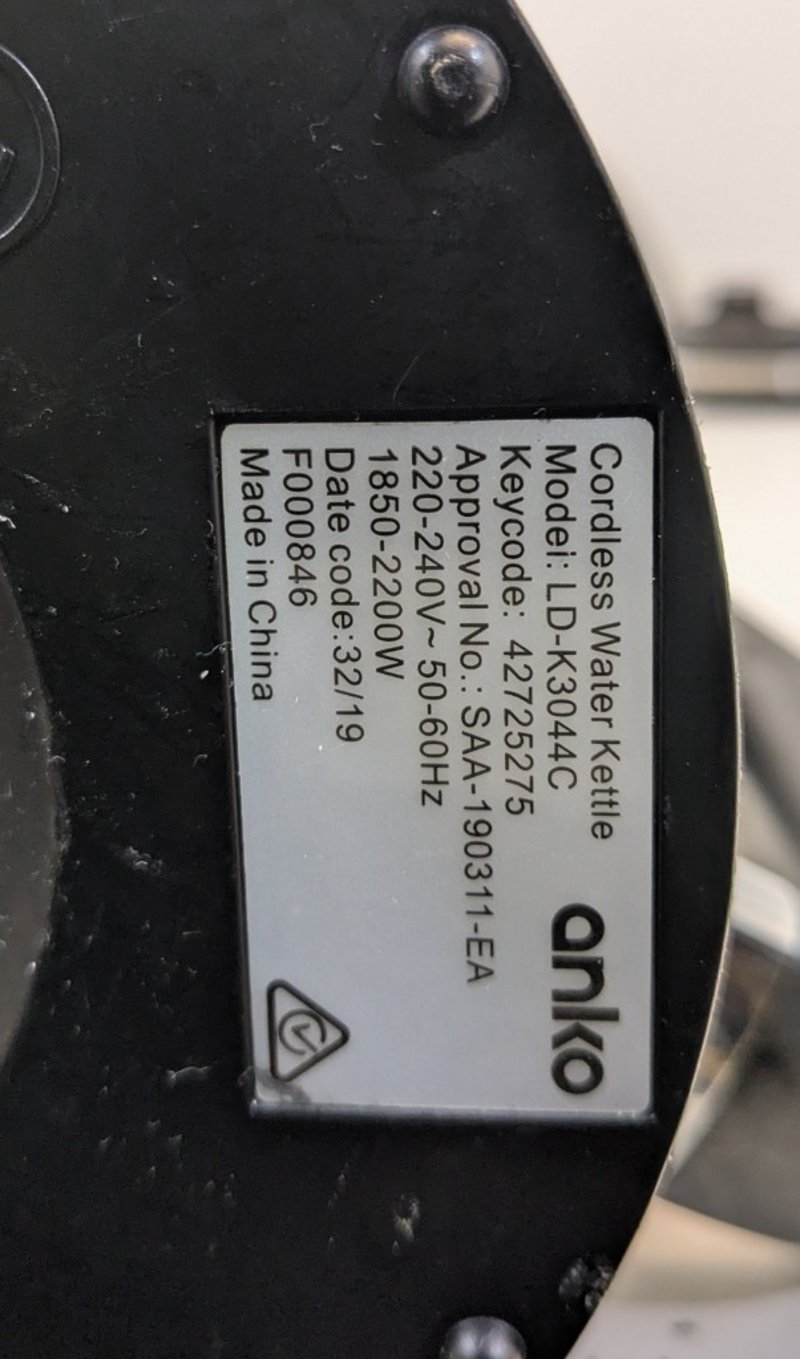 Cordless Water Kettle
Model: LD-K3044C
anko
Keycode: 42725275
Approval No.: SAA-190311-EA
220-240V~ 50-60Hz
1850-2200W
Date code:32/19
F000846
Made in China